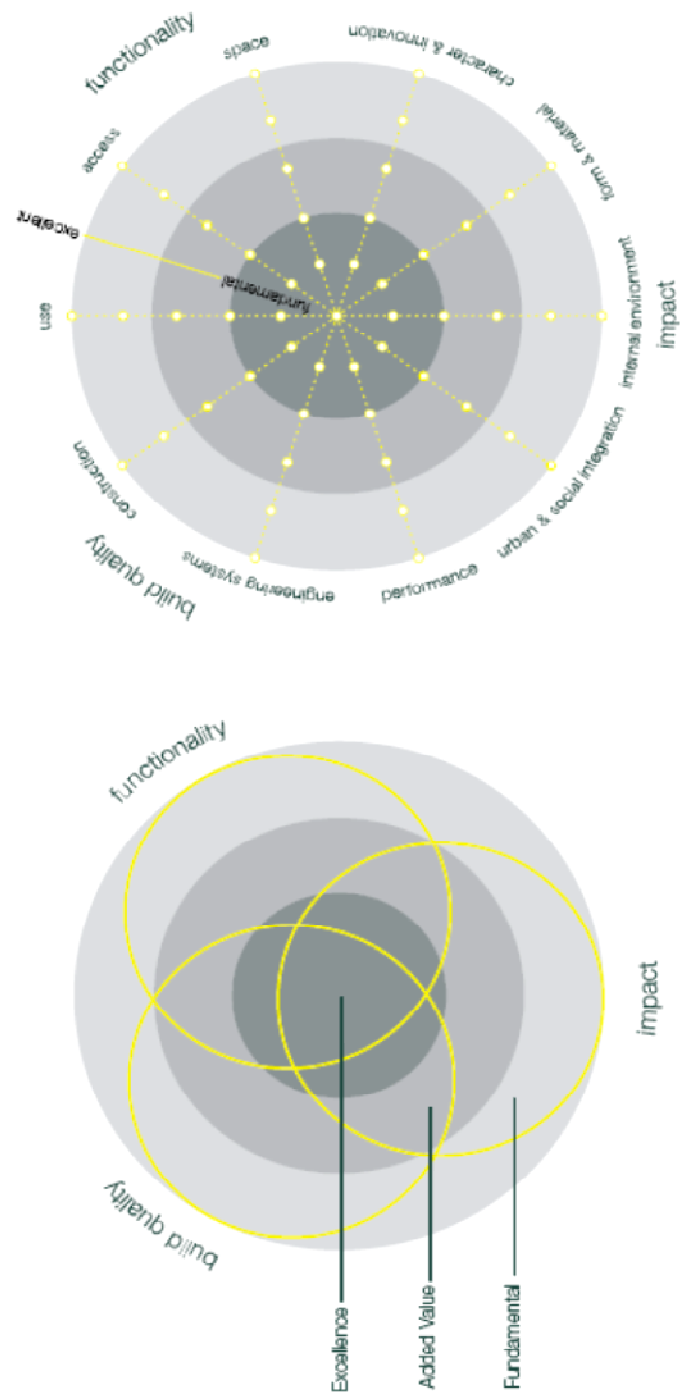 functionality
space
character & innovation
form & material
access
excellent
fundamental
use
internal environment
impact
construction
build quality
engineering systems
performance
urban & social integration
functionality
impact
build quality
Excellence
Added Value
Fundamental